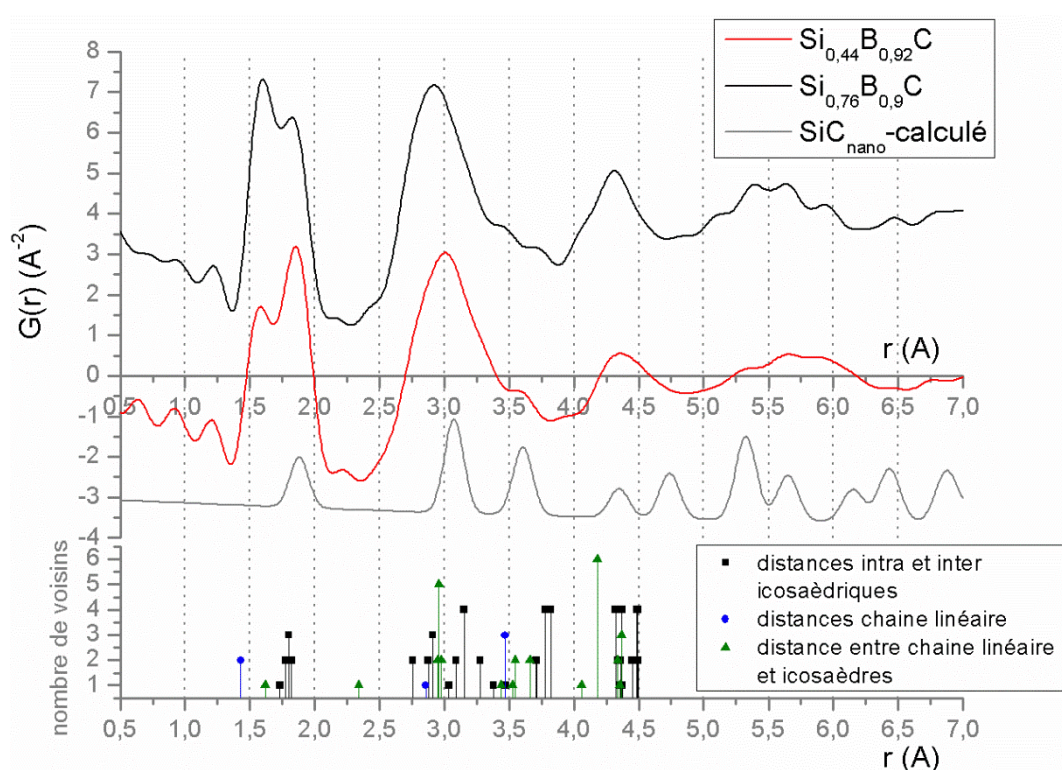 Si0,44B0,92C
Si0,76B0,9C
SiCnano-calculé
G(r) (A-2)
8
7
6
5
4
3
2
1
0
-1
-2
-3
-4
r (A)
0,5 1,0 1,5 2,0 2,5 3,0 3,5 4,0 4,5 5,0 5,5 6,0 6,5 7,0
nombre de voisins
6
5
4
3
2
1
distances intra et inter
icosaèdriques
distances chaine linéaire
distance entre chaine linéaire
et icosaèdres
0,5 1,0 1,5 2,0 2,5 3,0 3,5 4,0 4,5 5,0 5,5 6,0 6,5 7,0
r (A)